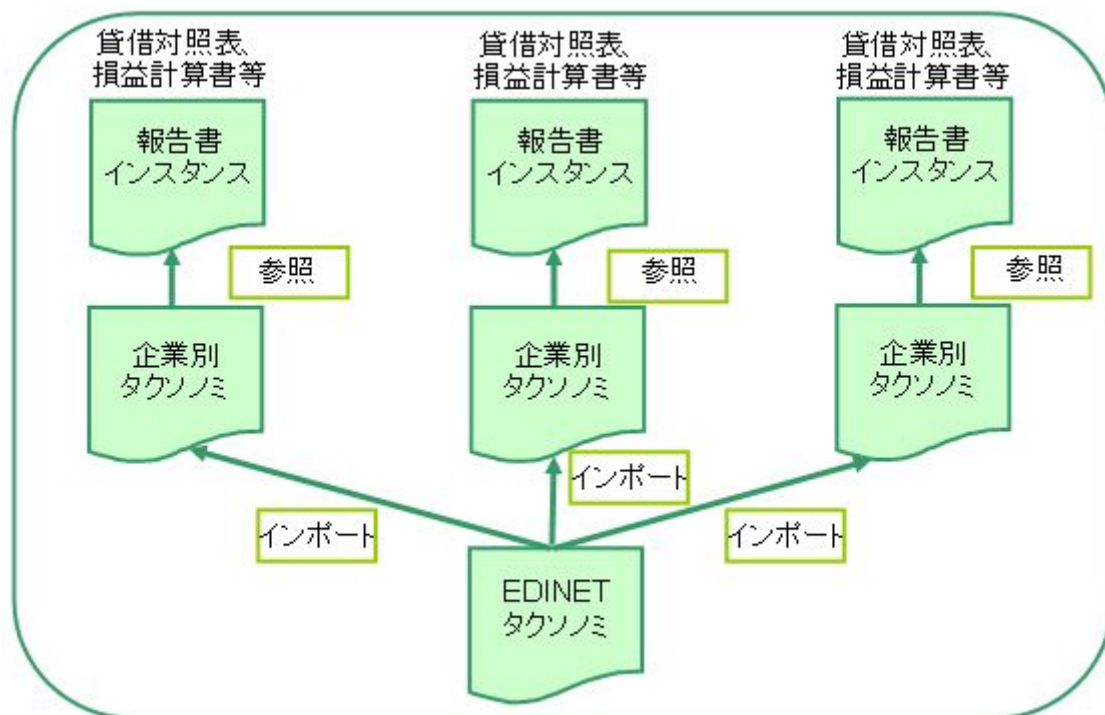 貸借対照表、
損益計算書等
貸借対照表、
損益計算書等
貸借対照表、
損益計算書等
報告書
インスタンス
報告書
インスタンス
報告書
インスタンス
参照
参照
参照
企業別
タクソノミ
企業別
タクソノミ
企業別
タクソノミ
インポート
インポート
インポート
EDINET
タクソノミ